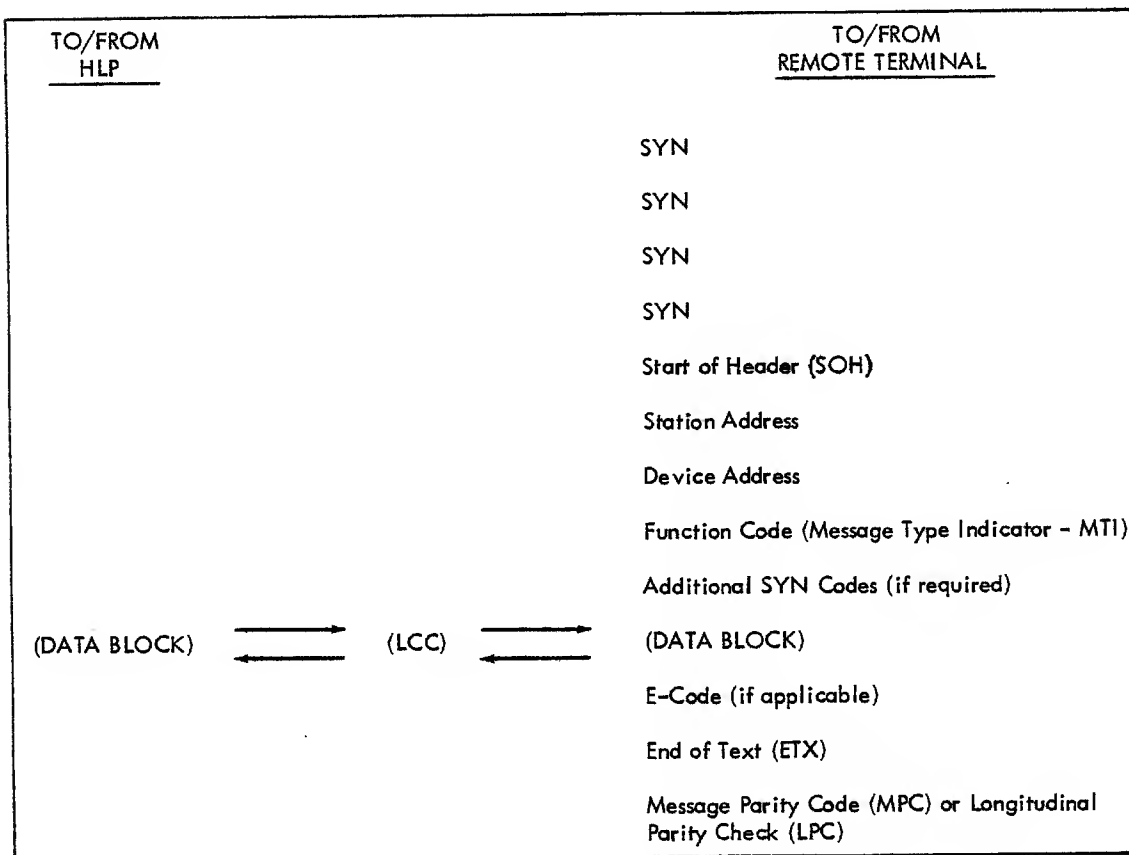 TO/FROM
HLP
TO/FROM
REMOTE TERMINAL
SYN
SYN
SYN
SYN
Start of Header (SOH)
Station Address
Device Address
Function Code (Message Type Indicator - MTI)
Additional SYN Codes (if required)
(DATA BLOCK) (LCC) (DATA BLOCK)
E-Code (if applicable)
End of Text (ETX)
Message Parity Code (MPC) or Longitudinal
Parity Check (LPC)